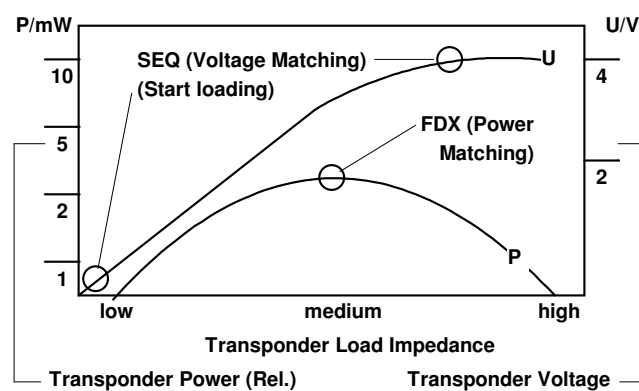 P/mW
U/V
SEQ (Voltage Matching)
(Start loading)
U
10
4
FDX (Power
Matching)
5
2
2
P
1
low
medium
high
Transponder Load Impedance
Transponder Power (Rel.)
Transponder Voltage